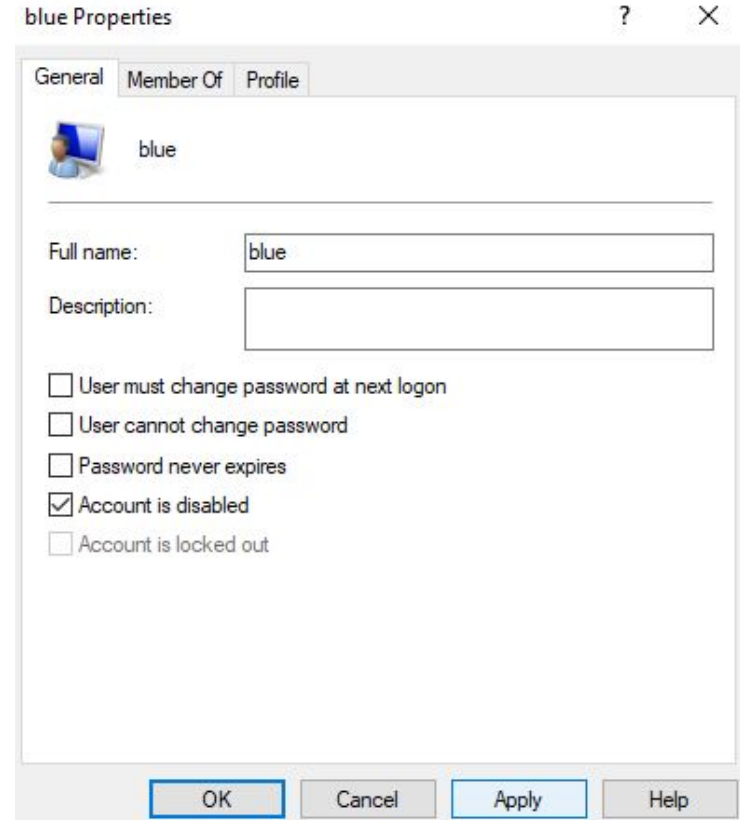 blue Properties ? X
General Member Of Profile
blue
Full name: blue
Description:
User must change password at next logon
User cannot change password
Password never expires
Account is disabled
Account is locked out
OK Cancel Apply Help